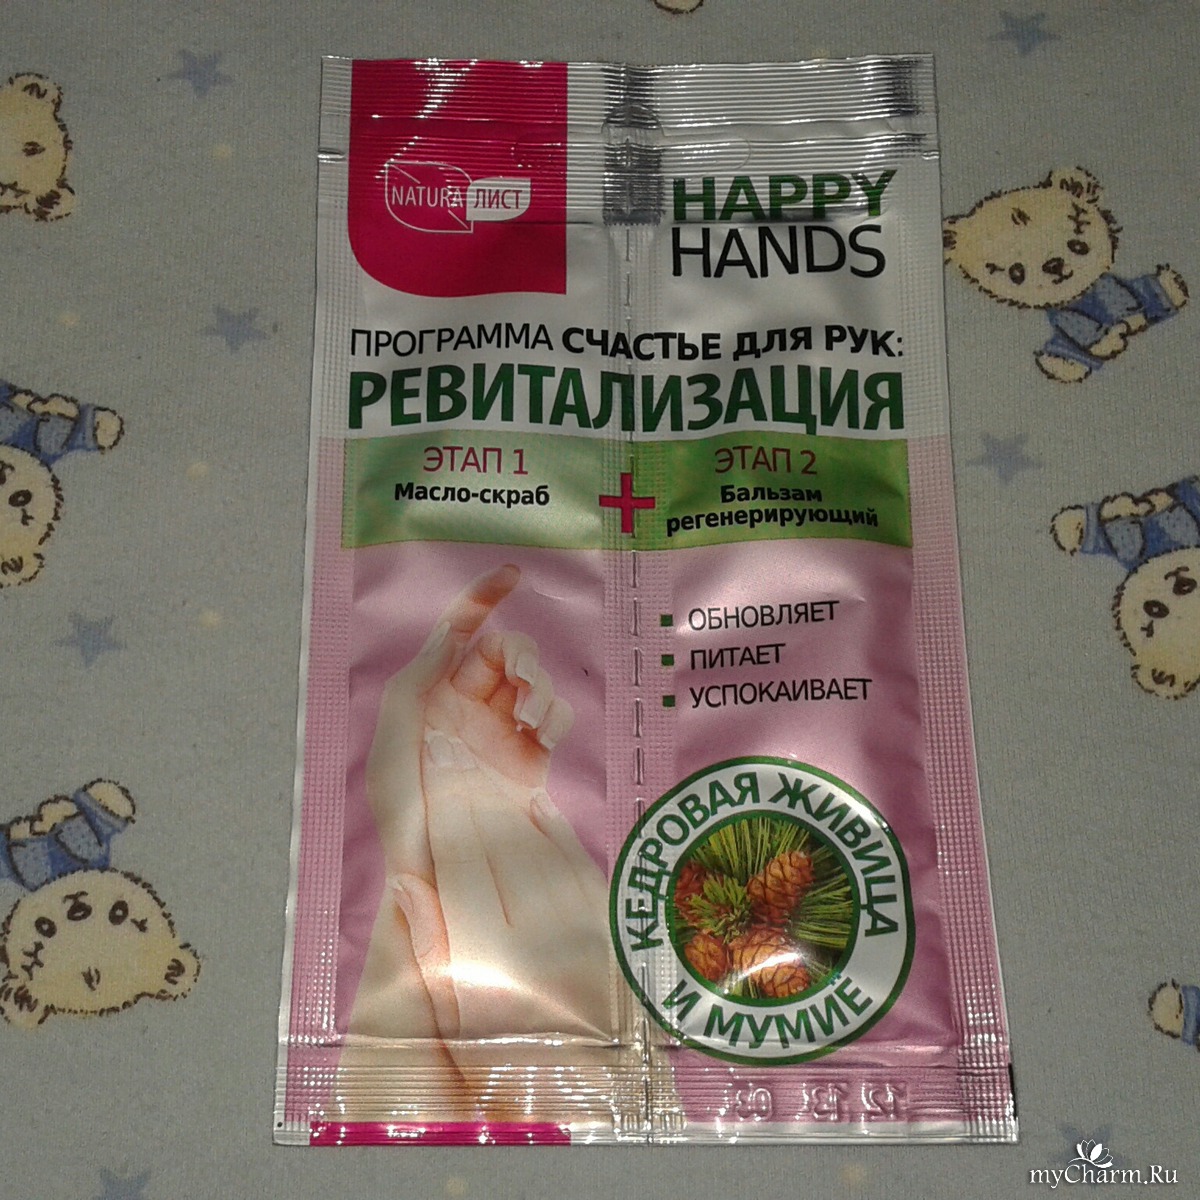 NATURA ЛИСТ
HAPPY
HANDS
ПРОГРАММА СЧАСТЬЕ ДЛЯ РУК:
РЕВИТАЛИЗАЦИЯ
ЭТАП 1
Масло-скраб
+
ЭТАП 2
Бальзам
регенерирующий
ОБНОВЛЯЕТ
ПИТАЕТ
УСПОКАИВАЕТ
КЕДРОВАЯ ЖИВИЦА
И МУМИЁ
myCharm.Ru